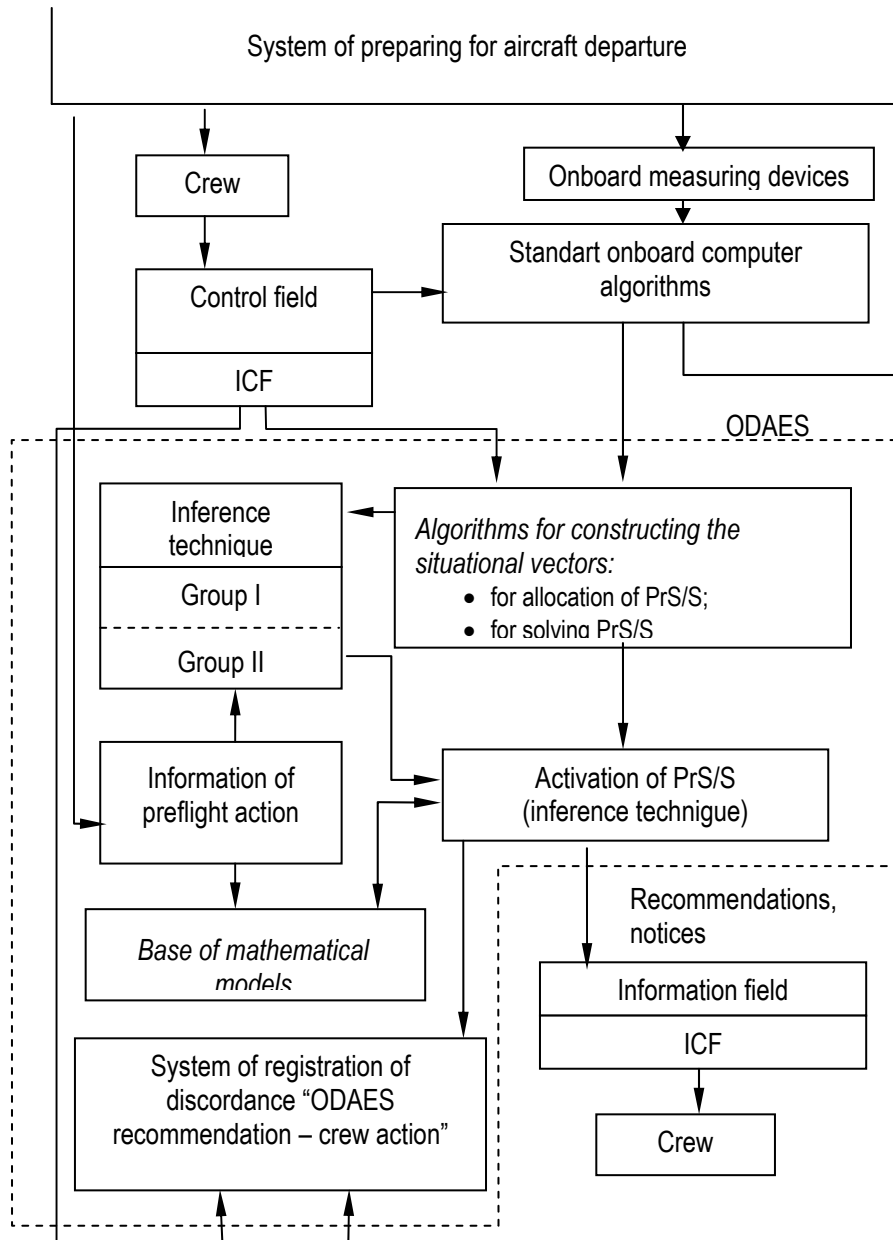 System of preparing for aircraft departure
Crew
Onboard measuring devices
Standart onboard computer
algorithms
Control field
ICF
ODAES
Inference
technique
Group I
Group II
Algorithms for constructing the
situational vectors:
• for allocation of PrS/S;
• for solving PrS/S
Information of
preflight action
Activation of PrS/S
(inference technigue)
Base of mathematical
models
Recommendations,
notices
Information field
ICF
System of registration of
discordance “ODAES
recommendation – crew action”
Crew